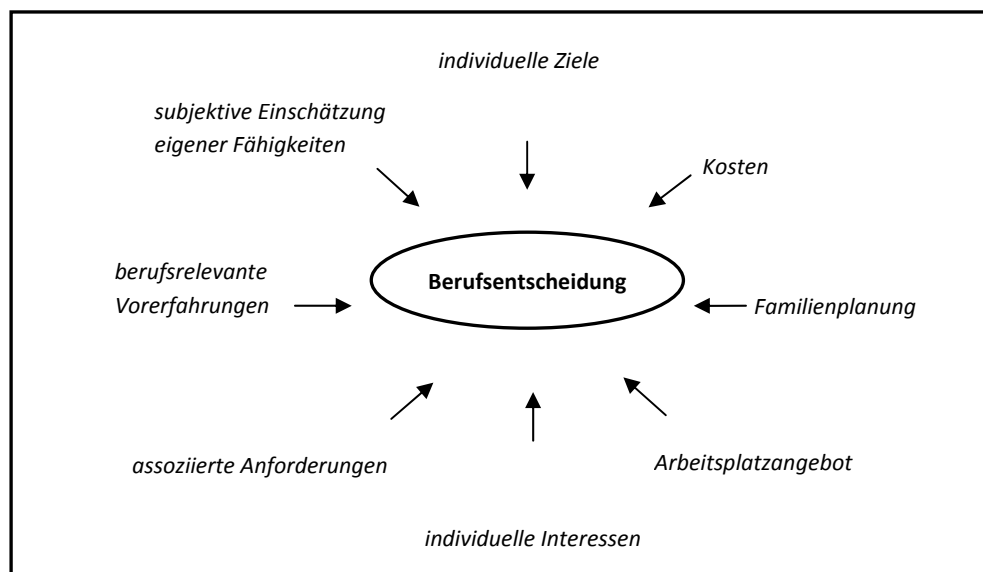 individuelle Ziele
subjektive Einschätzung
eigener Fähigkeiten
Kosten
berufsrelevante
Vorerfahrungen
Berufsentscheidung
Familienplanung
assoziierte Anforderungen
Arbeitsplatzangebot
individuelle Interessen